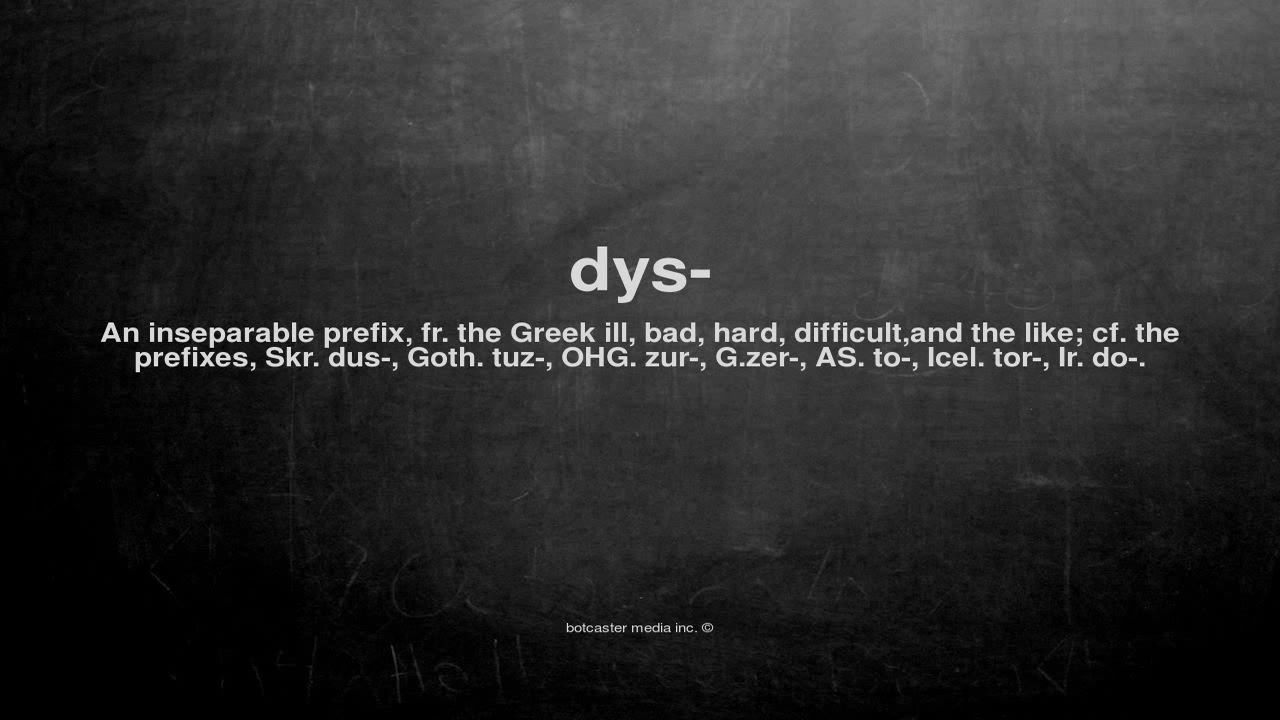 dys-
An inseparable prefix, fr. the Greek ill, bad, hard, difficult,and the like; cf. the
prefixes, Skr. dus-, Goth. tuz-, OHG. zur-, G.zer-, AS. to-, Icel. tor-, Ir. do-.
botcaster media inc. ©